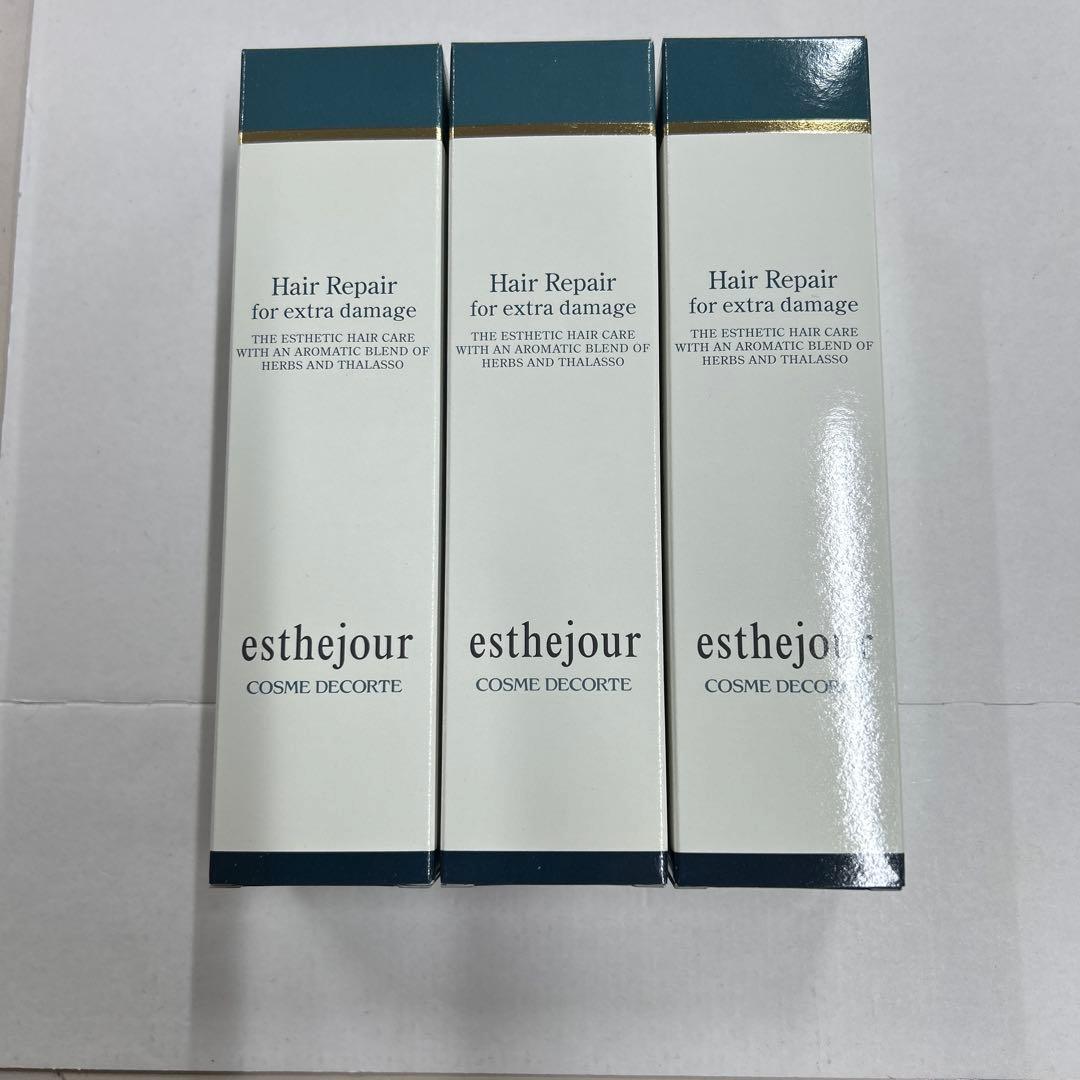 Hair Repair
for extra damage
THE ESTHETIC HAIR CARE
WITH AN AROMATIC BLEND OF
HERBS AND THALASSO
esthejour
COSME DECORTE
Hair Repair
for extra damage
THE ESTHETIC HAIR CARE
WITH AN AROMATIC BLEND OF
HERBS AND THALASSO
esthejour
COSME DECORTE
Hair Repair
for extra damage
THE ESTHETIC HAIR CARE
WITH AN AROMATIC BLEND OF
HERBS AND THALASSO
esthejour
COSME DECORTE